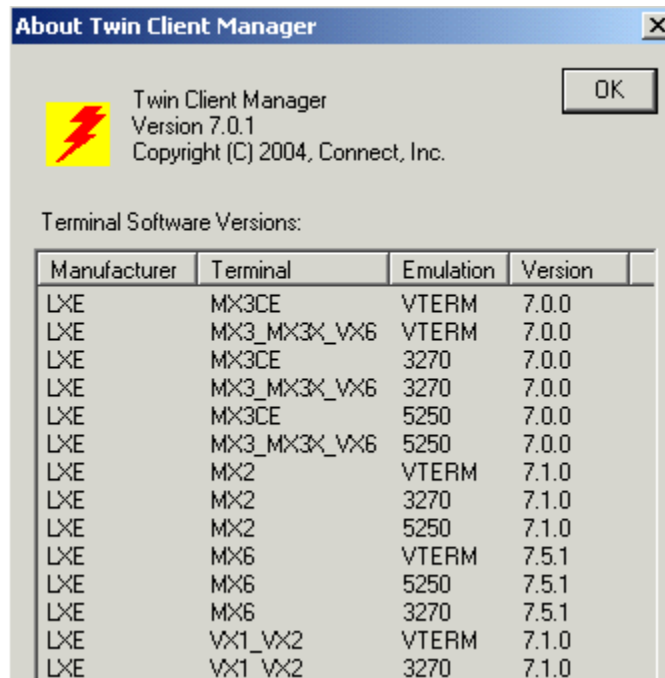 About Twin Client Manager
OK
Twin Client Manager
Version 7.0.1
Copyright (C) 2004, Connect, Inc.
Terminal Software Versions:
Manufacturer Terminal Emulation Version
LXE MX3CE VTERM 7.0.0
LXE MX3_MX3X_VX6 VTERM 7.0.0
LXE MX3CE 3270 7.0.0
LXE MX3_MX3X_VX6 3270 7.0.0
LXE MX3CE 5250 7.0.0
LXE MX3_MX3X_VX6 5250 7.0.0
LXE MX2 VTERM 7.1.0
LXE MX2 3270 7.1.0
LXE MX2 5250 7.1.0
LXE MX6 VTERM 7.5.1
LXE MX6 5250 7.5.1
LXE MX6 3270 7.5.1
LXE VX1_VX2 VTERM 7.1.0
LXE VX1_VX2 3270 7.1.0